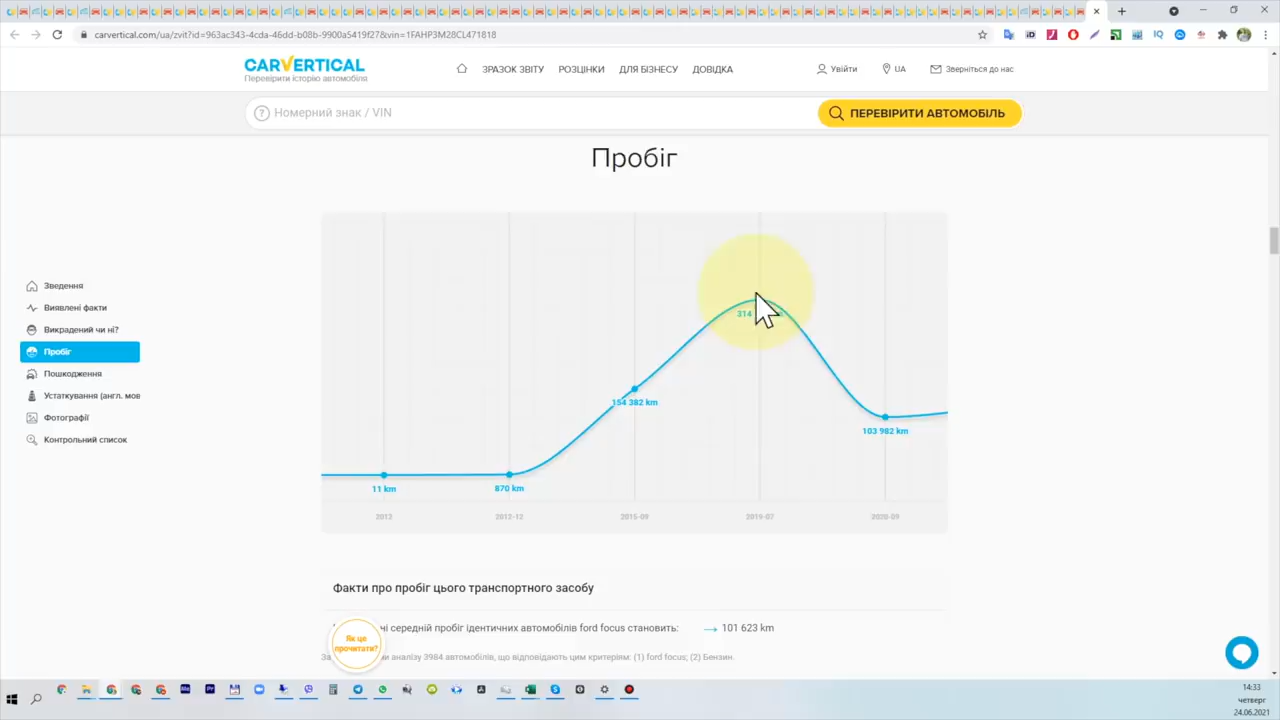 carvertical.com/ua/zvit?id=963ac343-4cda-46dd-b08b-9900a5419f27&vin=1FAHP3M28CL471818
CARVERTICAL
Перевірити історію автомобіля
ЗРАЗОК ЗВІТУ
РОЗЦІНКИ
ДЛЯ БІЗНЕСУ
ДОВІДКА
Увійти
UA
Зверніться до нас
Номерний знак / VIN
ПЕРЕВІРИТИ АВТОМОБІЛЬ
Пробіг
Зведення
Виявлені факти
Викрадений чи ні?
Пробіг
Пошкодження
Устаткування (англ. мов
Фотографії
Контрольний список
314
154 382 km
103 982 km
11 km
870 km
2012
2012-12
2015-09
2019-07
2020-09
Факти про пробіг цього транспортного засобу
ні середній пробіг ідентичних автомобілів ford focus становить:
101 623 km
Як це
прочитати?
аналізу 3984 автомобілів, що відповідають цим критеріям: (1) ford focus; (2) Бензин.
14:33
четвер
24.06.2021